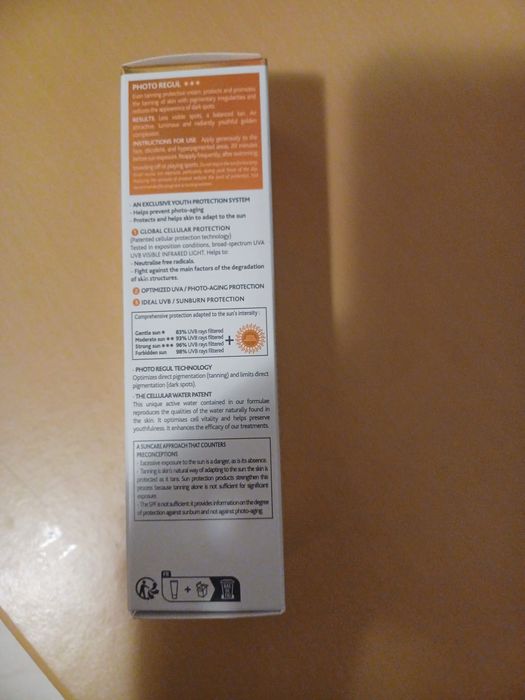 PHOTO REGUL ★★★
Even tanning protective cream, protects and promotes
the tanning of skin with pigmentary irregularities and
reduces the appearance of dark spots.
RESULTS Less visible spots, a balanced tan. An
attractive, luminous and radiantly youthful golden
complexion.
INSTRUCTIONS FOR USE Apply generously to the
face, décolleté, and hyperpigmented areas, 20 minutes
before sun exposure. Reapply frequently, after swimming,
towelling off or playing sports.
· AN EXCLUSIVE YOUTH PROTECTION SYSTEM
- Helps prevent photo-aging
- Protects and helps skin to adapt to the sun
1 GLOBAL CELLULAR PROTECTION
(Patented cellular protection technology)
Tested in exposition conditions, broad-spectrum UVA
UVB VISIBLE INFRARED LIGHT. Helps to:
- Neutralise free radicals.
- Fight against the main factors of the degradation
of skin structures.
2 OPTIMIZED UVA / PHOTO-AGING PROTECTION
3 IDEAL UVB / SUNBURN PROTECTION
Comprehensive protection adapted to the sun's intensity:
Gentle sun ★ 83% UVB rays filtered
Moderate sun ★★ 93% UVB rays filtered
Strong sun ★★★ 96% UVB rays filtered +
Forbidden sun 98% UVB rays filtered
· PHOTO REGUL TECHNOLOGY
Optimizes direct pigmentation (tanning) and limits direct
pigmentation (dark spots).
· THE CELLULAR WATER PATENT
This unique active water contained in our formulae
reproduces the qualities of the water naturally found in
the skin. It optimises cell vitality and helps preserve
youthfulness. It enhances the efficacy of our treatments.
A SUNCARE APPROACH THAT COUNTERS
PRECONCEPTIONS
- Excessive exposure to the sun is a danger, as is its absence.
- Tanning is skin's natural way of adapting to the sun: the skin is
protected as it tans. Sun protection products strengthen this
process because tanning alone is not sufficient for significant
exposure.
- The SPF is not sufficient: it provides information on the degree
of protection against sunburn and not against photo-aging.
FR
+